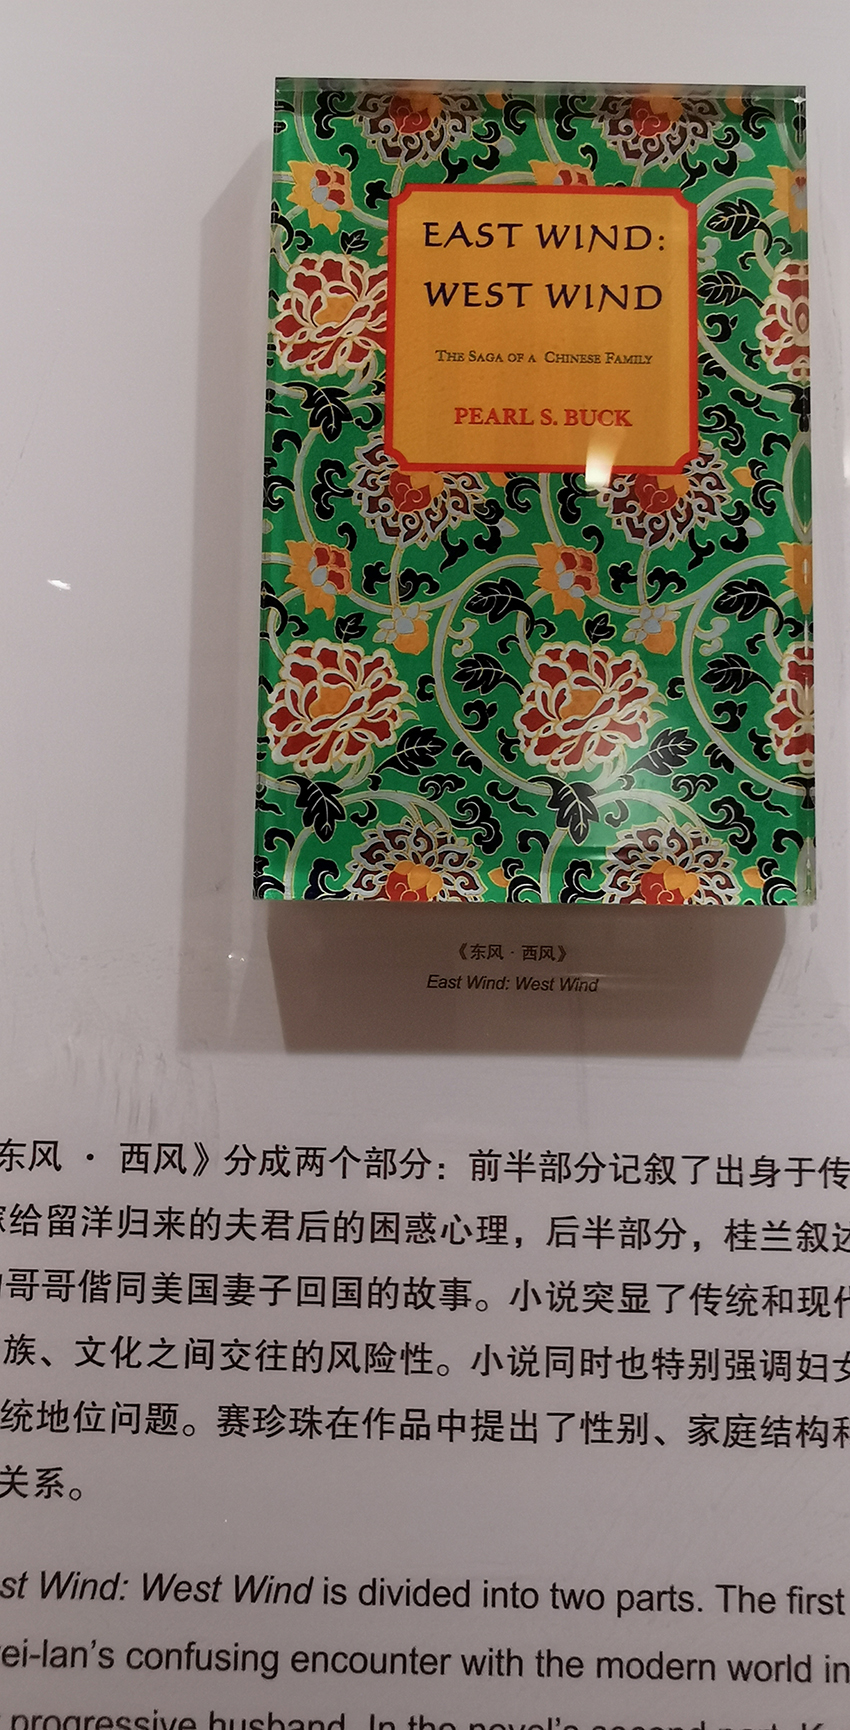 EAST WIND:
WEST WIND
THE SAGA OF A CHINESE FAMILY
PEARL S. BUCK
《东风 · 西风》
East Wind: West Wind
东风 · 西风》分成两个部分：前半部分记叙了出身于传
给留洋归来的夫君后的困惑心理，后半部分，桂兰叙述
哥哥偕同美国妻子回国的故事。小说突显了传统和现代
族、文化之间交往的风险性。小说同时也特别强调妇女
统地位问题。赛珍珠在作品中提出了性别、家庭结构和
关系。
st Wind: West Wind is divided into two parts. The first
ei-lan's confusing encounter with the modern world in
progressive husband. In the novel's second part, K